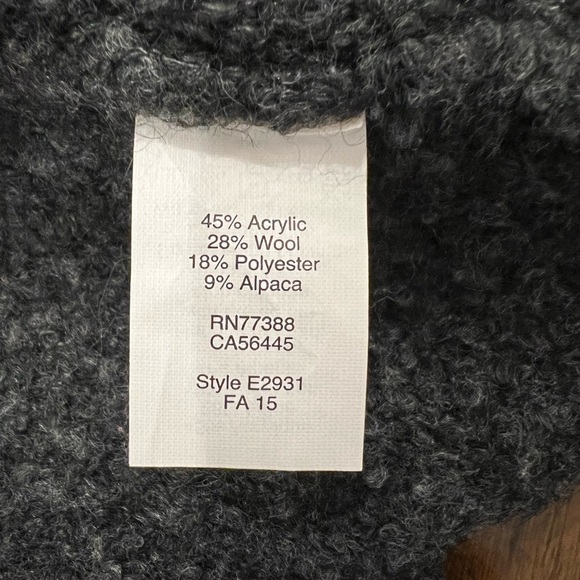 45% Acrylic
28% Wool
18% Polyester
9% Alpaca
RN77388
CA56445
Style E2931
FA 15